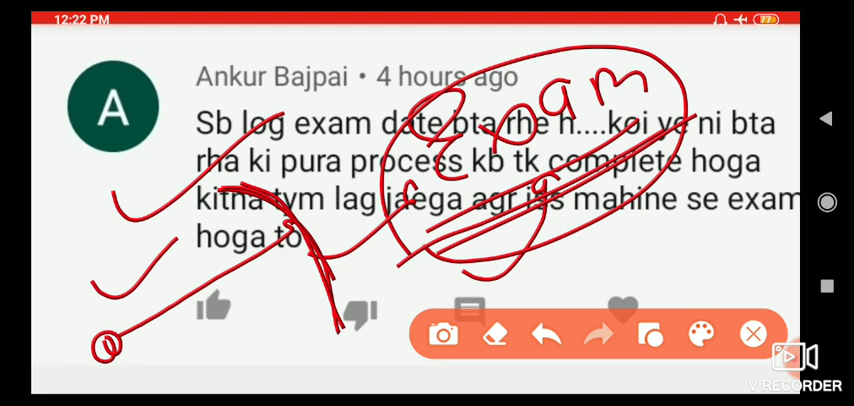 12:22 PM
77
A
Ankur Bajpai • 4 hours ago
Exam
Sb log exam date bta rhe h....koi ye ni bta
rha ki pura process kb tk complete hoga
kitna tym lag jaega agr iss mahine se exam
hoga to
V RECORDER